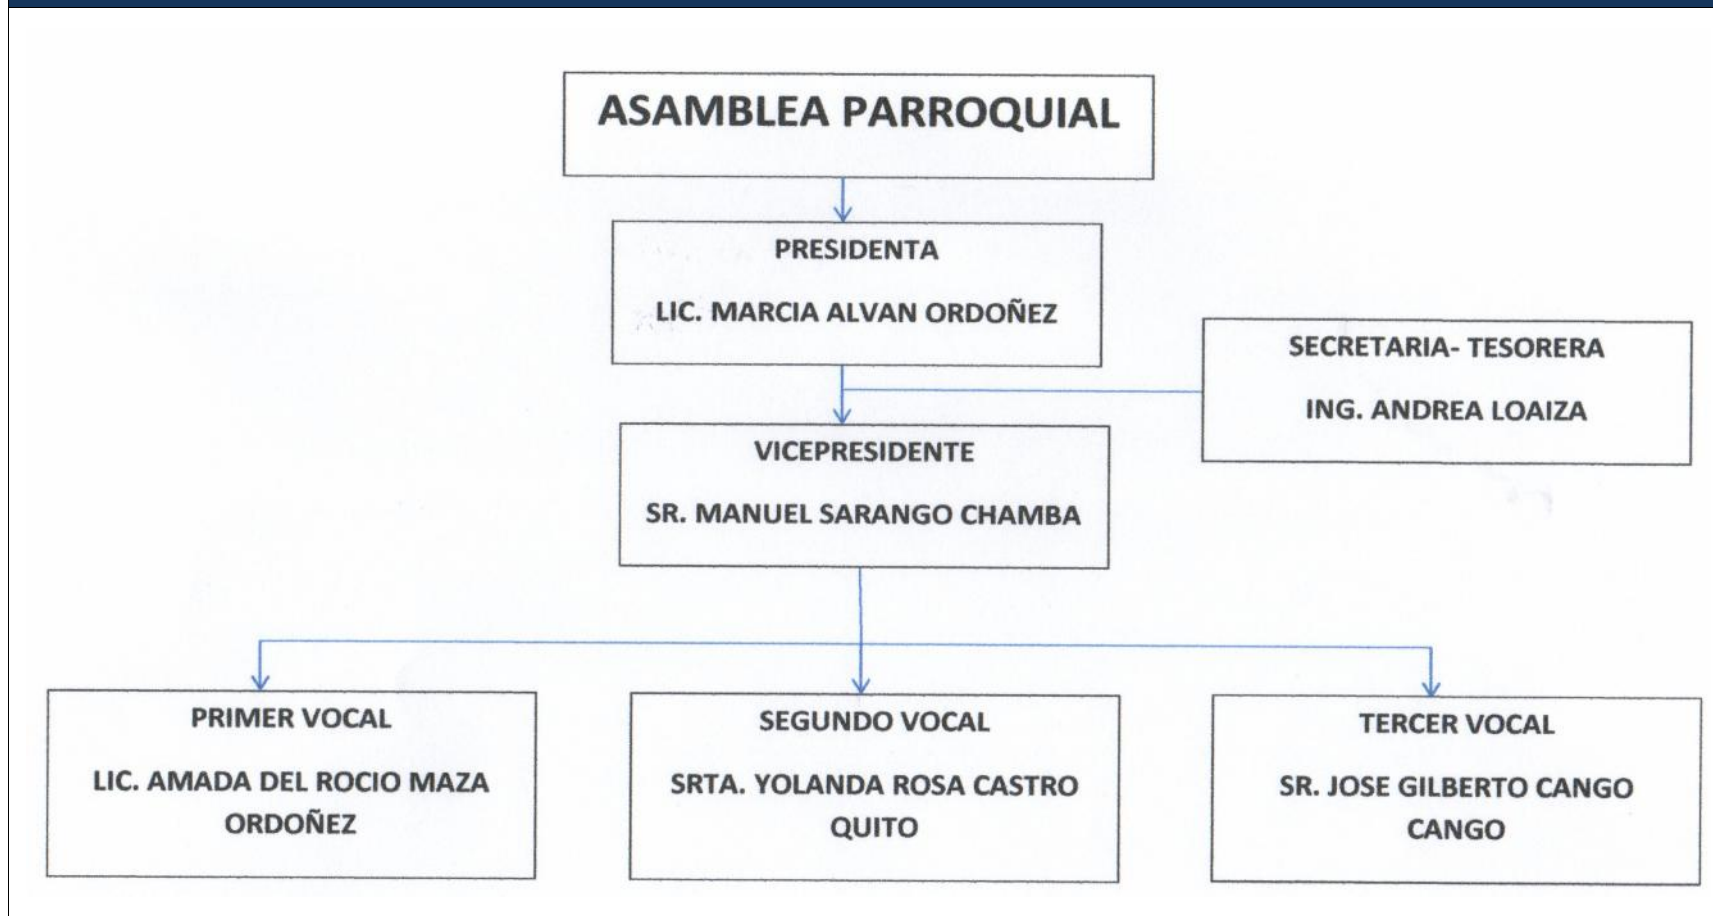 ASAMBLEA PARROQUIAL
PRESIDENTA
LIC. MARCIA ALVAN ORDOÑEZ
SECRETARIA- TESORERA
ING. ANDREA LOAIZA
VICEPRESIDENTE
SR. MANUEL SARANGO CHAMBA
PRIMER VOCAL
LIC. AMADA DEL ROCIO MAZA
ORDOÑEZ
SEGUNDO VOCAL
SRTA. YOLANDA ROSA CASTRO
QUITO
TERCER VOCAL
SR. JOSE GILBERTO CANGO
CANGO